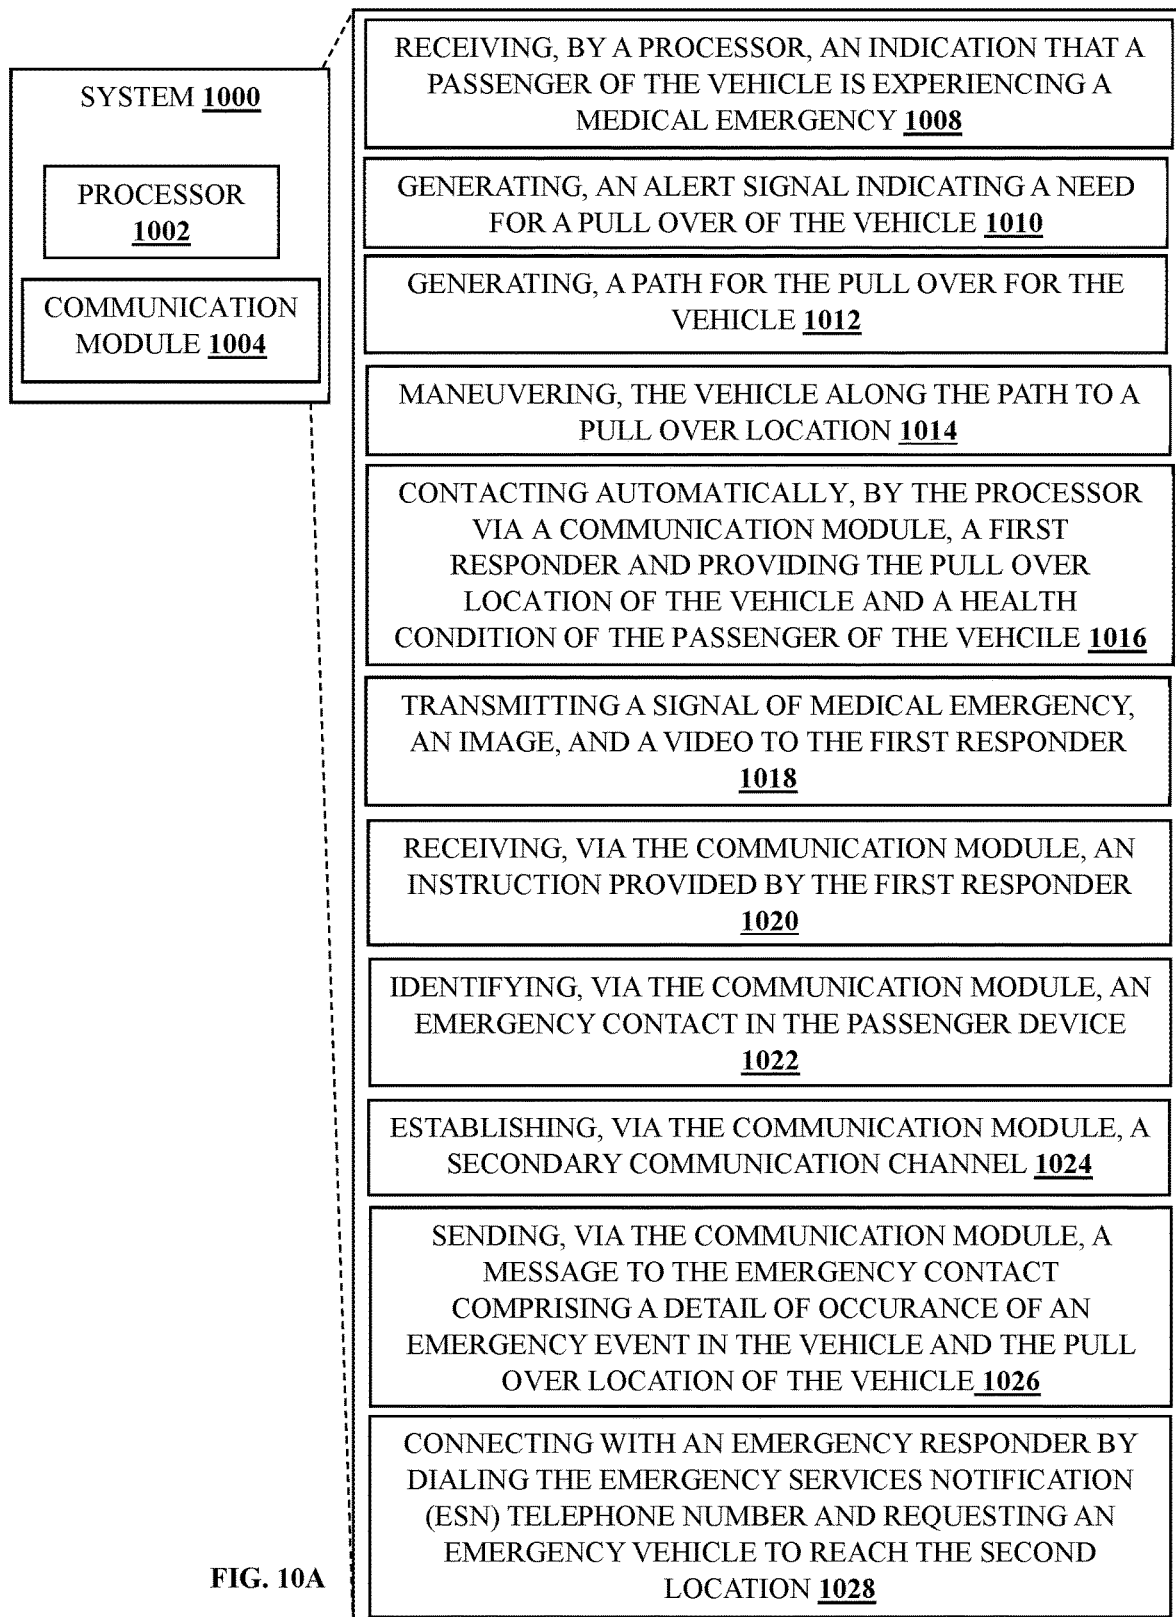 SYSTEM 1000
PROCESSOR
1002
COMMUNICATION
MODULE 1004
RECEIVING, BY A PROCESSOR, AN INDICATION THAT A
PASSENGER OF THE VEHICLE IS EXPERIENCING A
MEDICAL EMERGENCY 1008
GENERATING, AN ALERT SIGNAL INDICATING A NEED
FOR A PULL OVER OF THE VEHICLE 1010
GENERATING, A PATH FOR THE PULL OVER FOR THE
VEHICLE 1012
MANEUVERING, THE VEHICLE ALONG THE PATH TO A
PULL OVER LOCATION 1014
CONTACTING AUTOMATICALLY, BY THE PROCESSOR
VIA A COMMUNICATION MODULE, A FIRST
RESPONDER AND PROVIDING THE PULL OVER
LOCATION OF THE VEHICLE AND A HEALTH
CONDITION OF THE PASSENGER OF THE VEHCILE 1016
TRANSMITTING A SIGNAL OF MEDICAL EMERGENCY,
AN IMAGE, AND A VIDEO TO THE FIRST RESPONDER
1018
RECEIVING, VIA THE COMMUNICATION MODULE, AN
INSTRUCTION PROVIDED BY THE FIRST RESPONDER
1020
IDENTIFYING, VIA THE COMMUNICATION MODULE, AN
EMERGENCY CONTACT IN THE PASSENGER DEVICE
1022
ESTABLISHING, VIA THE COMMUNICATION MODULE, A
SECONDARY COMMUNICATION CHANNEL 1024
SENDING, VIA THE COMMUNICATION MODULE, A
MESSAGE TO THE EMERGENCY CONTACT
COMPRISING A DETAIL OF OCCURANCE OF AN
EMERGENCY EVENT IN THE VEHICLE AND THE PULL
OVER LOCATION OF THE VEHICLE 1026
CONNECTING WITH AN EMERGENCY RESPONDER BY
DIALING THE EMERGENCY SERVICES NOTIFICATION
(ESN) TELEPHONE NUMBER AND REQUESTING AN
EMERGENCY VEHICLE TO REACH THE SECOND
LOCATION 1028
FIG. 10A